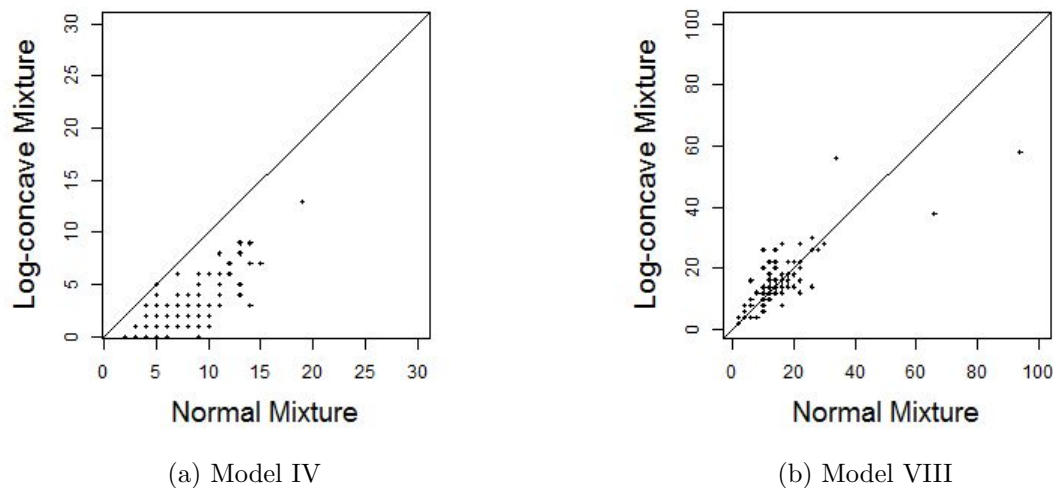 30
25
20
15
10
5
0
Log-concave Mixture
0 5 10 15 20 25 30
Normal Mixture
(a) Model IV
100
80
60
40
20
0
Log-concave Mixture
0 20 40 60 80 100
Normal Mixture
(b) Model VIII